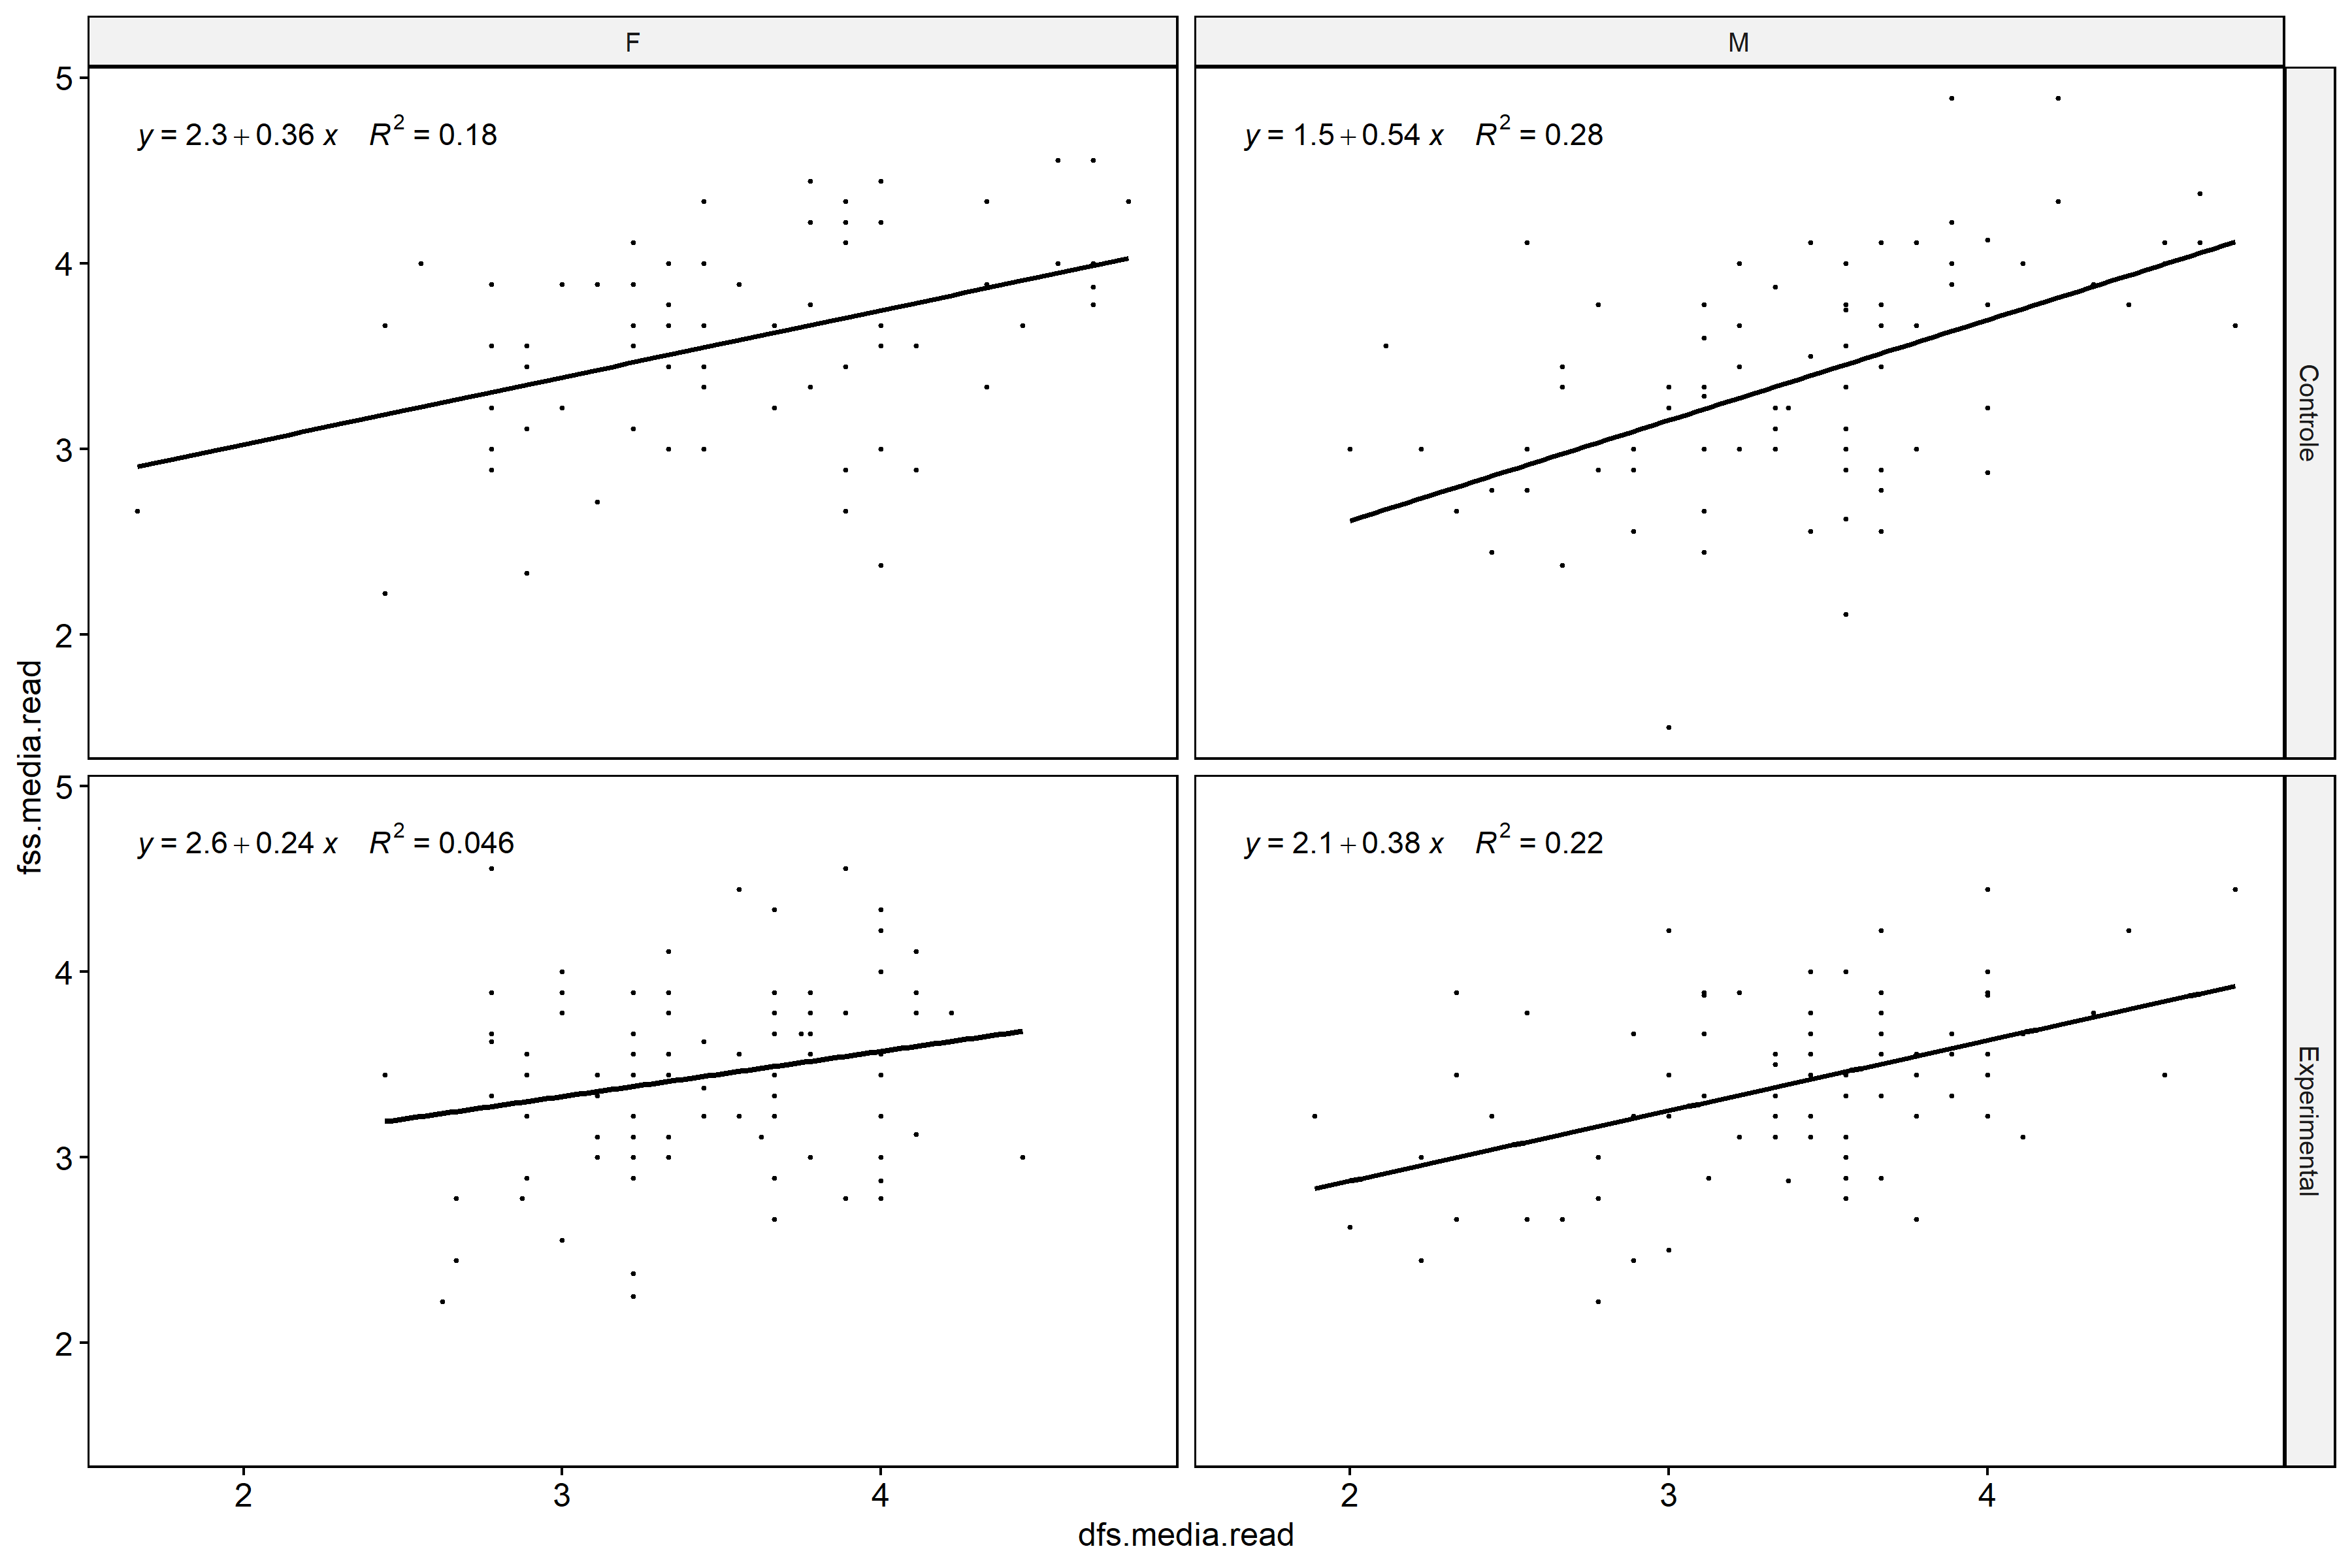 F
M
5
4
3
2
y = 2.3 + 0.36 x R² = 0.18
y = 1.5 + 0.54 x R² = 0.28
Controle
fss.media.read
5
4
3
2
y = 2.6 + 0.24 x R² = 0.046
y = 2.1 + 0.38 x R² = 0.22
Experimental
2 3 4
2 3 4
dfs.media.read